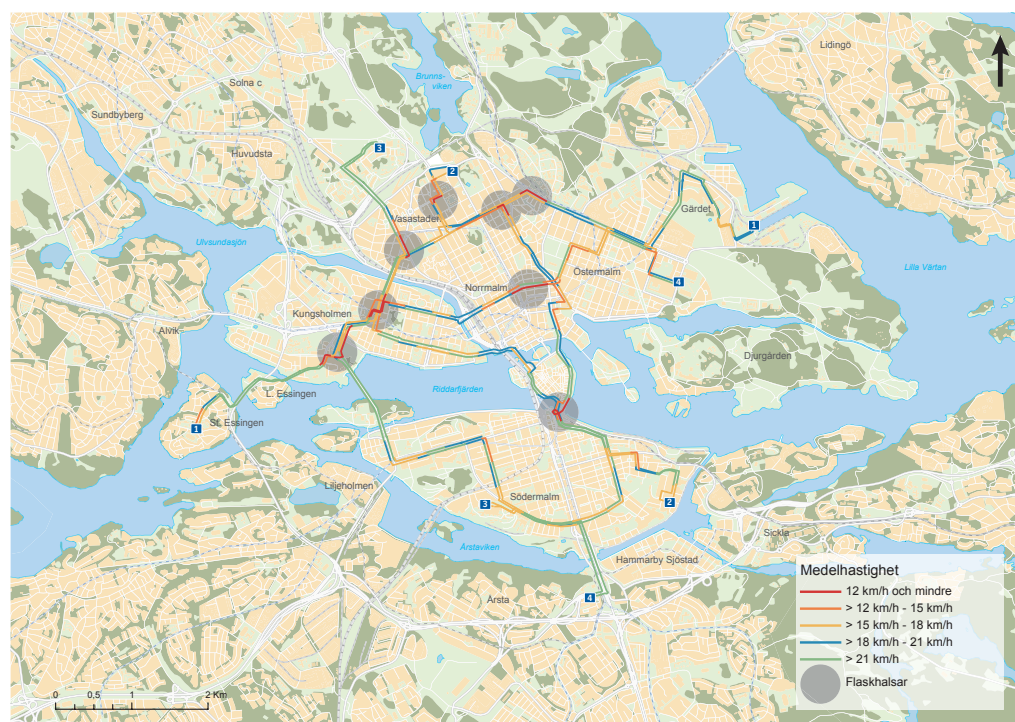 Lidingö
Brunns-
viken
Solna c
Sundbyberg
3
Huvudsta
2
Gärdet
Vasastaden
1
Ulvsundasjön
Lilla Värtan
Östermalm
4
Norrmalm
Kungsholmen
Alvik
Djurgården
Riddarfjärden
L. Essingen
St. Essingen
1
Liljeholmen
Södermalm
3
2
Sickla
Årstaviken
Hammarby Sjöstad
Årsta
4
Medelhastighet
12 km/h och mindre
> 12 km/h - 15 km/h
> 15 km/h - 18 km/h
> 18 km/h - 21 km/h
> 21 km/h
Flaskhalsar
0 0,5 1 2 Km